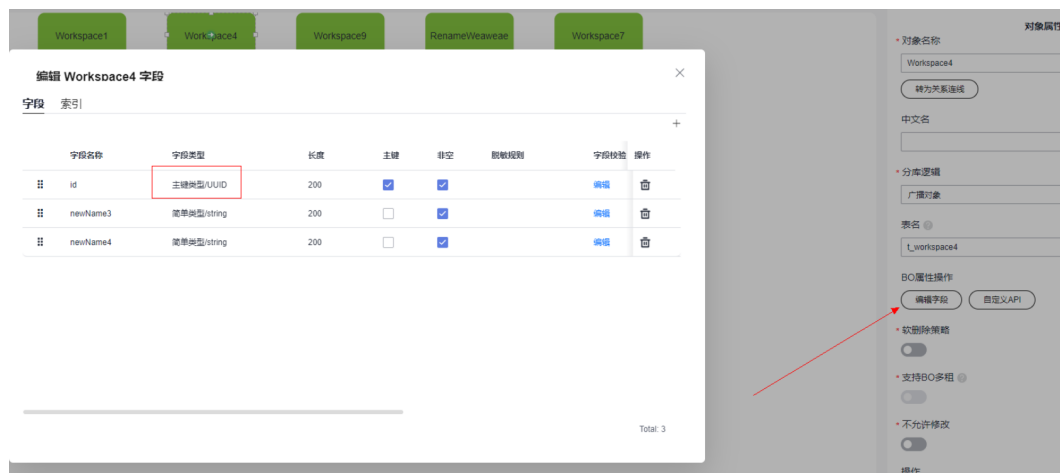 Workspace1 Workspace4 Workspace9 RenameWeaweae Workspace7
编辑 Workspace4 字段
字段 索引
字段名称 字段类型 长度 主键 非空 脱敏规则 字段校验 操作
id 主键类型/UUID 200 编辑
newName3 简单类型/string 200 编辑
newName4 简单类型/string 200 编辑
Total: 3
对象属性
* 对象名称
Workspace4
转为关系连线
中文名
* 分库逻辑
广播对象
表名
t_workspace4
BO属性操作
编辑字段 自定义API
* 软删除策略
* 支持BO多租
* 不允许修改
操作